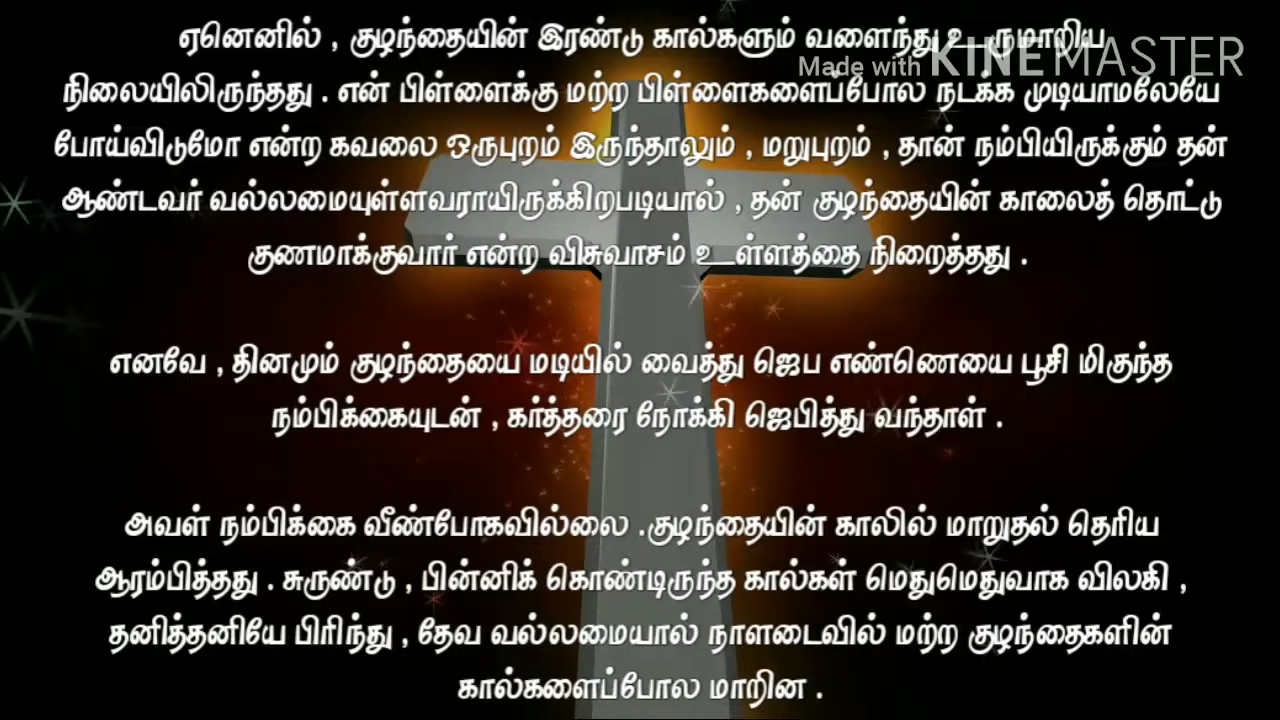 ஏனெனில் , குழந்தையின் இரண்டு கால்களும் வளைந்து உருமாறிய
Made with KINEMASTER
நிலையிலிருந்தது . என் பிள்ளைக்கு மற்ற பிள்ளைகளைப்போல நடக்க முடியாமலேயே
போய்விடுமோ என்ற கவலை ஒருபுறம் இருந்தாலும் , மறுபுறம் , தான் நம்பியிருக்கும் தன்
ஆண்டவர் வல்லமையுள்ளவராயிருக்கிறபடியால் , தன் குழந்தையின் காலைத் தொட்டு
குணமாக்குவார் என்ற விசுவாசம் உள்ளத்தை நிறைத்தது .
எனவே , தினமும் குழந்தையை மடியில் வைத்து ஜெப எண்ணெயை பூசி மிகுந்த
நம்பிக்கையுடன் , கர்த்தரை நோக்கி ஜெபித்து வந்தாள் .
அவள் நம்பிக்கை வீண்போகவில்லை .குழந்தையின் காலில் மாறுதல் தெரிய
ஆரம்பித்தது . சுருண்டு , பின்னிக் கொண்டிருந்த கால்கள் மெதுமெதுவாக விலகி ,
தனித்தனியே பிரிந்து , தேவ வல்லமையால் நாளடைவில் மற்ற குழந்தைகளின்
கால்களைப்போல மாறின .